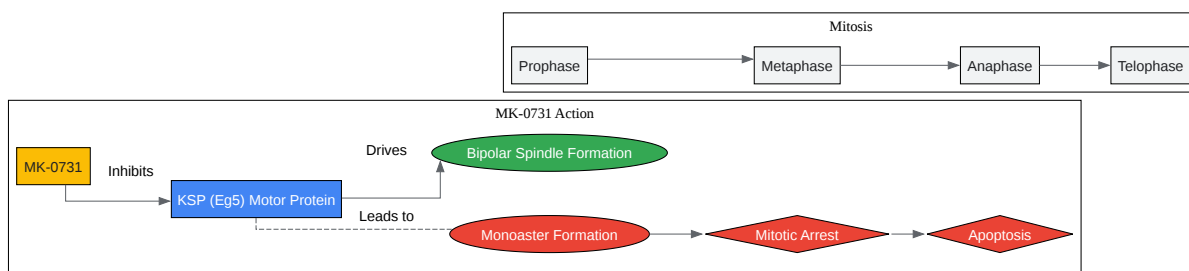 Mitosis
Prophase
Metaphase
Anaphase
Telophase
MK-0731 Action
MK-0731
Inhibits
KSP (Eg5) Motor Protein
Drives
Bipolar Spindle Formation
Leads to
Monoaster Formation
Mitotic Arrest
Apoptosis